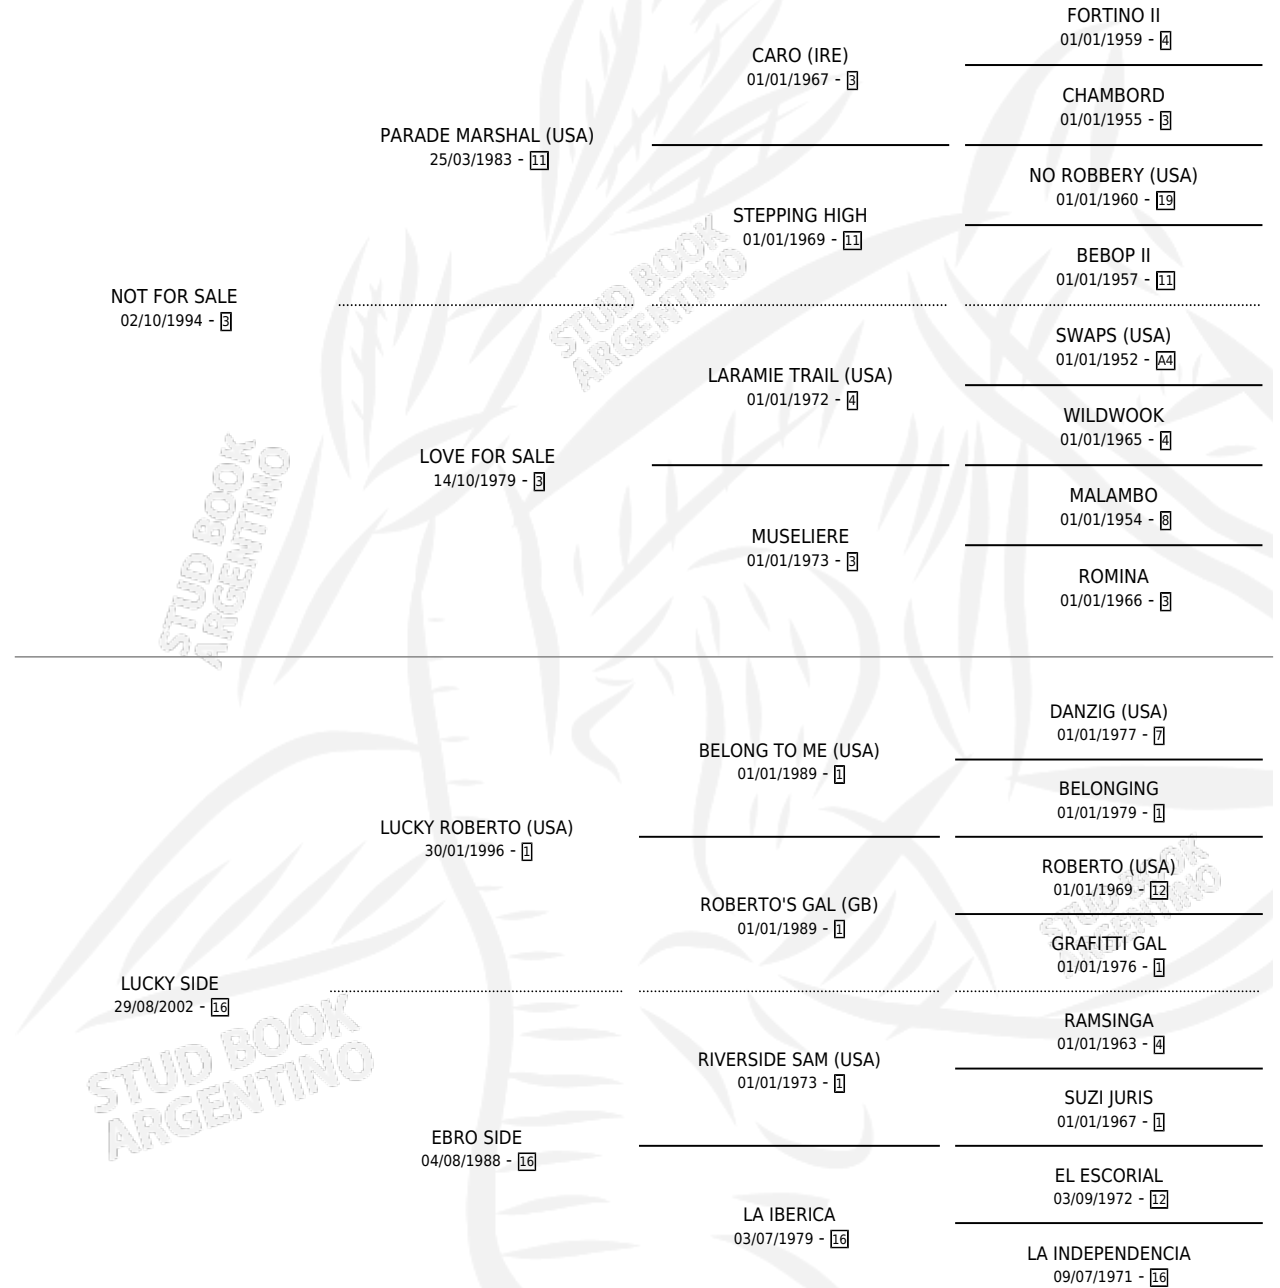 FORTINO II
01/01/1959 - 4
CARO (IRE)
01/01/1967 - 3
CHAMBORD
01/01/1955 - 3
PARADE MARSHAL (USA)
25/03/1983 - 11
NO ROBBERY (USA)
01/01/1960 - 19
STEPPING HIGH
01/01/1969 - 11
BEBOP II
01/01/1957 - 11
NOT FOR SALE
02/10/1994 - 3
STUD BOOK
ARGENTINO
SWAPS (USA)
01/01/1952 - A4
LARAMIE TRAIL (USA)
01/01/1972 - 4
WILDWOOK
01/01/1965 - 4
LOVE FOR SALE
14/10/1979 - 3
MALAMBO
01/01/1954 - 8
MUSELIERE
01/01/1973 - 3
ROMINA
01/01/1966 - 3
STUD BOOK
ARGENTINO
DANZIG (USA)
01/01/1977 - 7
BELONG TO ME (USA)
01/01/1989 - 1
BELONGING
01/01/1979 - 1
LUCKY ROBERTO (USA)
30/01/1996 - 1
ROBERTO (USA)
01/01/1969 - 12
ROBERTO'S GAL (GB)
01/01/1989 - 1
STUD BOOK
ARGENTINO
GRAFITTI GAL
01/01/1976 - 1
LUCKY SIDE
29/08/2002 - 16
RAMSINGA
01/01/1963 - 4
RIVERSIDE SAM (USA)
01/01/1973 - 1
SUZI JURIS
01/01/1967 - 1
STUD BOOK
ARGENTINO
EBRO SIDE
04/08/1988 - 16
EL ESCORIAL
03/09/1972 - 12
LA IBERICA
03/07/1979 - 16
LA INDEPENDENCIA
09/07/1971 - 16